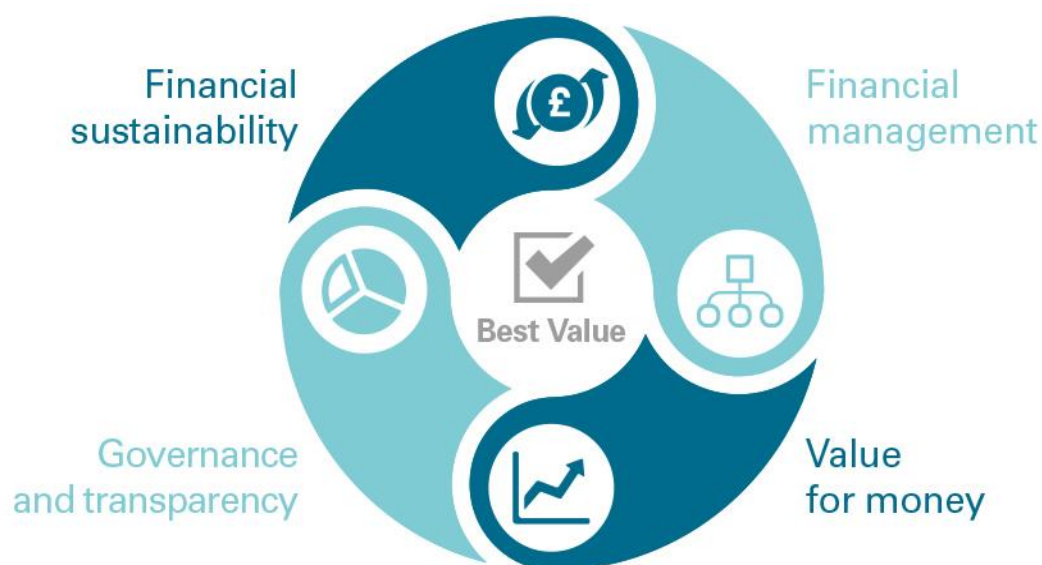 Financial
sustainability
Financial
management
£
Best Value
Governance
and transparency
Value
for money